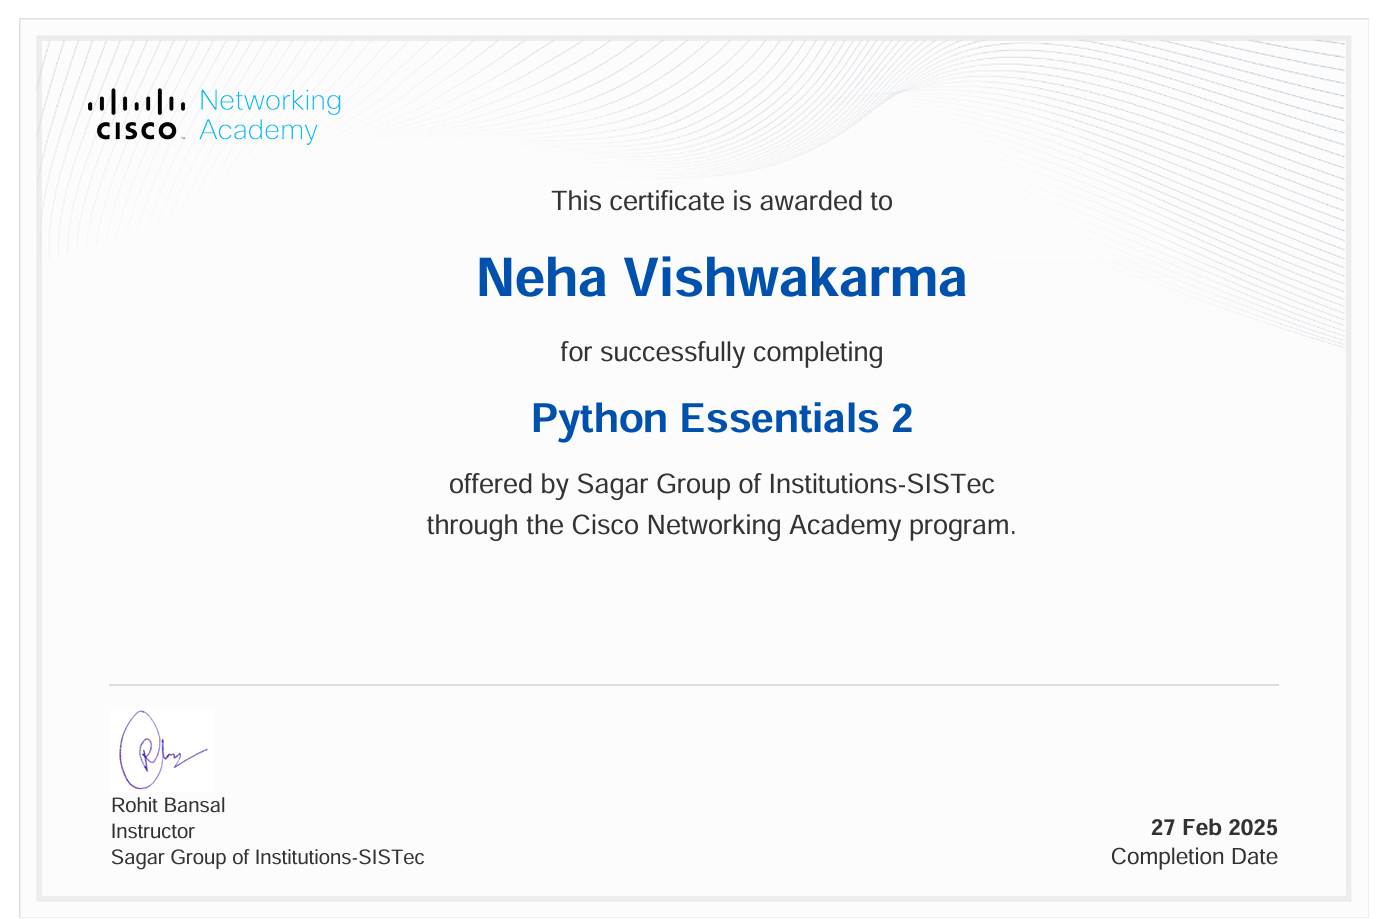 CISCO
Networking
Academy
This certificate is awarded to
Neha Vishwakarma
for successfully completing
Python Essentials 2
offered by Sagar Group of Institutions-SISTec
through the Cisco Networking Academy program.
Rohit Bansal
Instructor
Sagar Group of Institutions-SISTec
27 Feb 2025
Completion Date